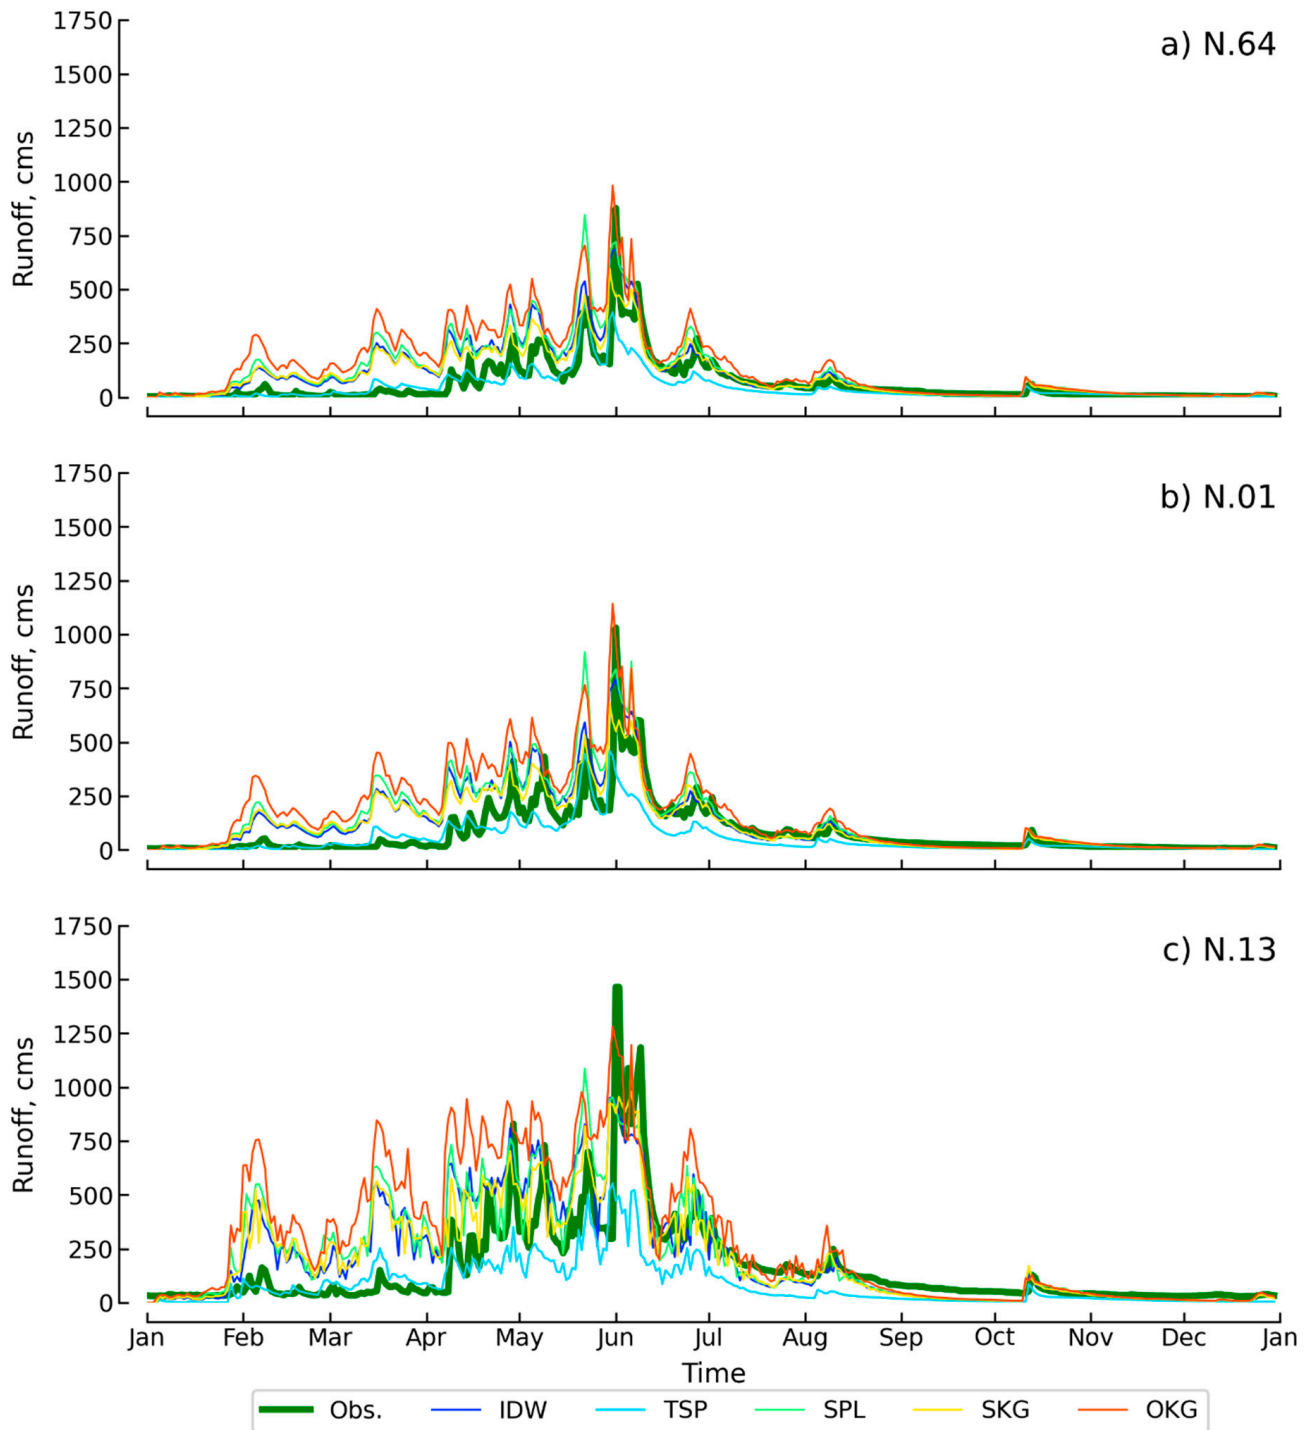 a) N.64
Runoff, cms
1750
1500
1250
1000
750
500
250
0
b) N.01
Runoff, cms
1750
1500
1250
1000
750
500
250
0
c) N.13
Runoff, cms
1750
1500
1250
1000
750
500
250
0
Jan Feb Mar Apr May Jun Jul Aug Sep Oct Nov Dec Jan
Time
Obs. IDW TSP SPL SKG OKG